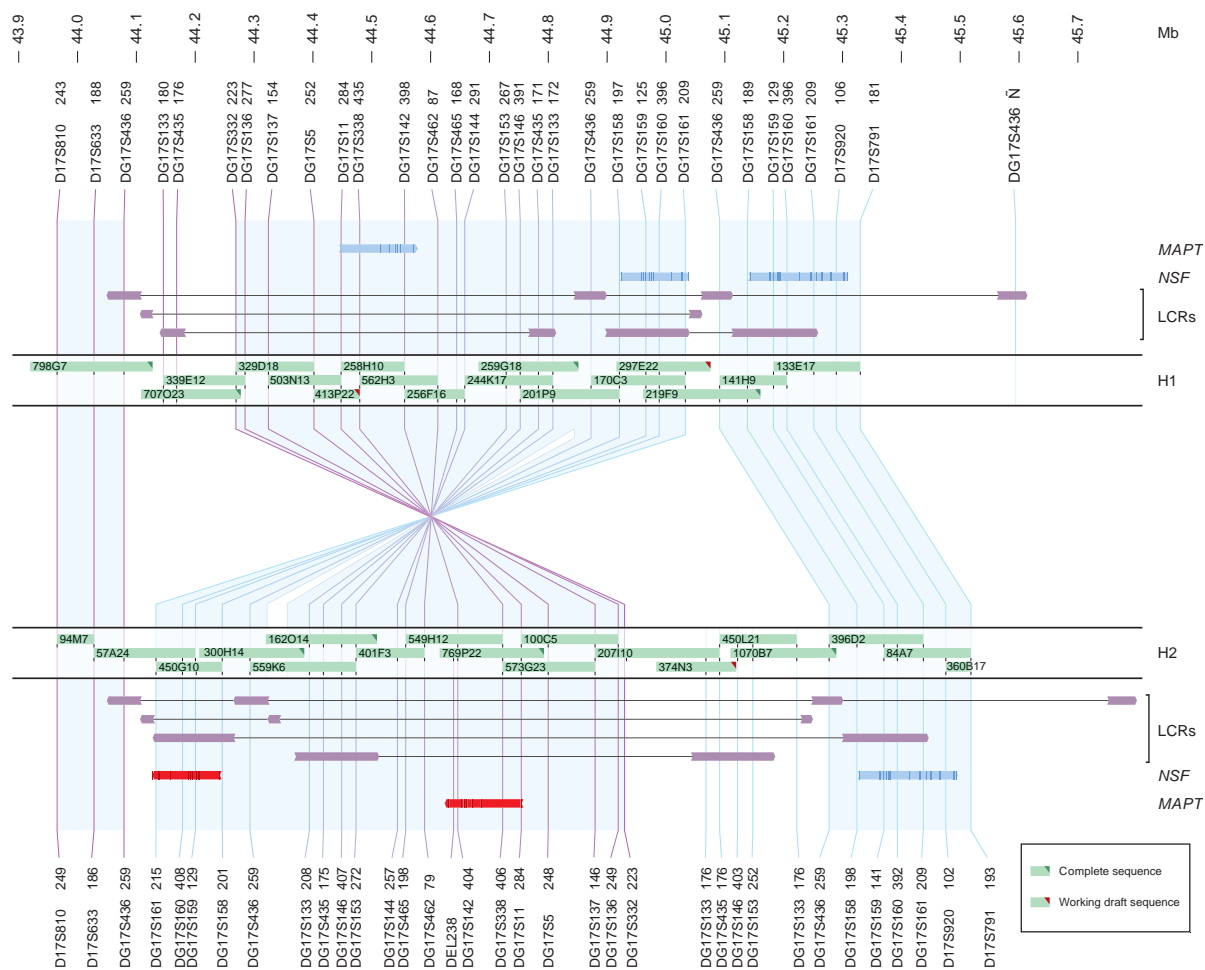 43.9 44.0 44.1 44.2 44.3 44.4 44.5 44.6 44.7 44.8 44.9 45.0 45.1 45.2 45.3 45.4 45.5 45.6 45.7 Mb
D17S810 243
D17S633 188
DG17S436 259
DG17S133 180
DG17S435 176
DG17S332 223
DG17S136 277
DG17S137 154
DG17S5 252
DG17S11 284
DG17S338 435
DG17S142 398
DG17S462 87
DG17S465 168
DG17S144 291
DG17S153 267
DG17S146 391
DG17S435 171
DG17S133 172
DG17S436 259
DG17S158 197
DG17S159 125
DG17S160 396
DG17S161 209
DG17S436 259
DG17S158 189
DG17S159 129
DG17S160 396
DG17S161 209
D17S920 106
D17S791 181
DG17S436 Ñ
MAPT
NSF
LCRs
798G7 329D18 258H10 259G18 297E22 133E17
339E12 503N13 562H3 244K17 170C3 141H9
H1
707O23 413P22 256F16 201P9 219F9
94M7 162O14 549H12 100C5 450L21 396D2
57A24 300H14 401F3 769P22 207I10 1070B7 84A7
H2
450G10 559K6 573G23 374N3 360B17
LCRs
NSF
MAPT
D17S810 249
D17S633 186
DG17S436 259
DG17S161 215
DG17S160 408
DG17S159 129
DG17S158 201
DG17S436 259
DG17S133 208
DG17S435 175
DG17S146 407
DG17S153 272
DG17S144 257
DG17S465 198
DG17S462 79
DEL238
DG17S142 404
DG17S338 406
DG17S11 284
DG17S5 248
DG17S137 146
DG17S136 249
DG17S332 223
DG17S133 176
DG17S435 176
DG17S146 403
DG17S153 252
DG17S133 176
DG17S436 259
DG17S158 198
DG17S159 141
DG17S160 392
DG17S161 209
D17S920 102
D17S791 193
Complete sequence
Working draft sequence